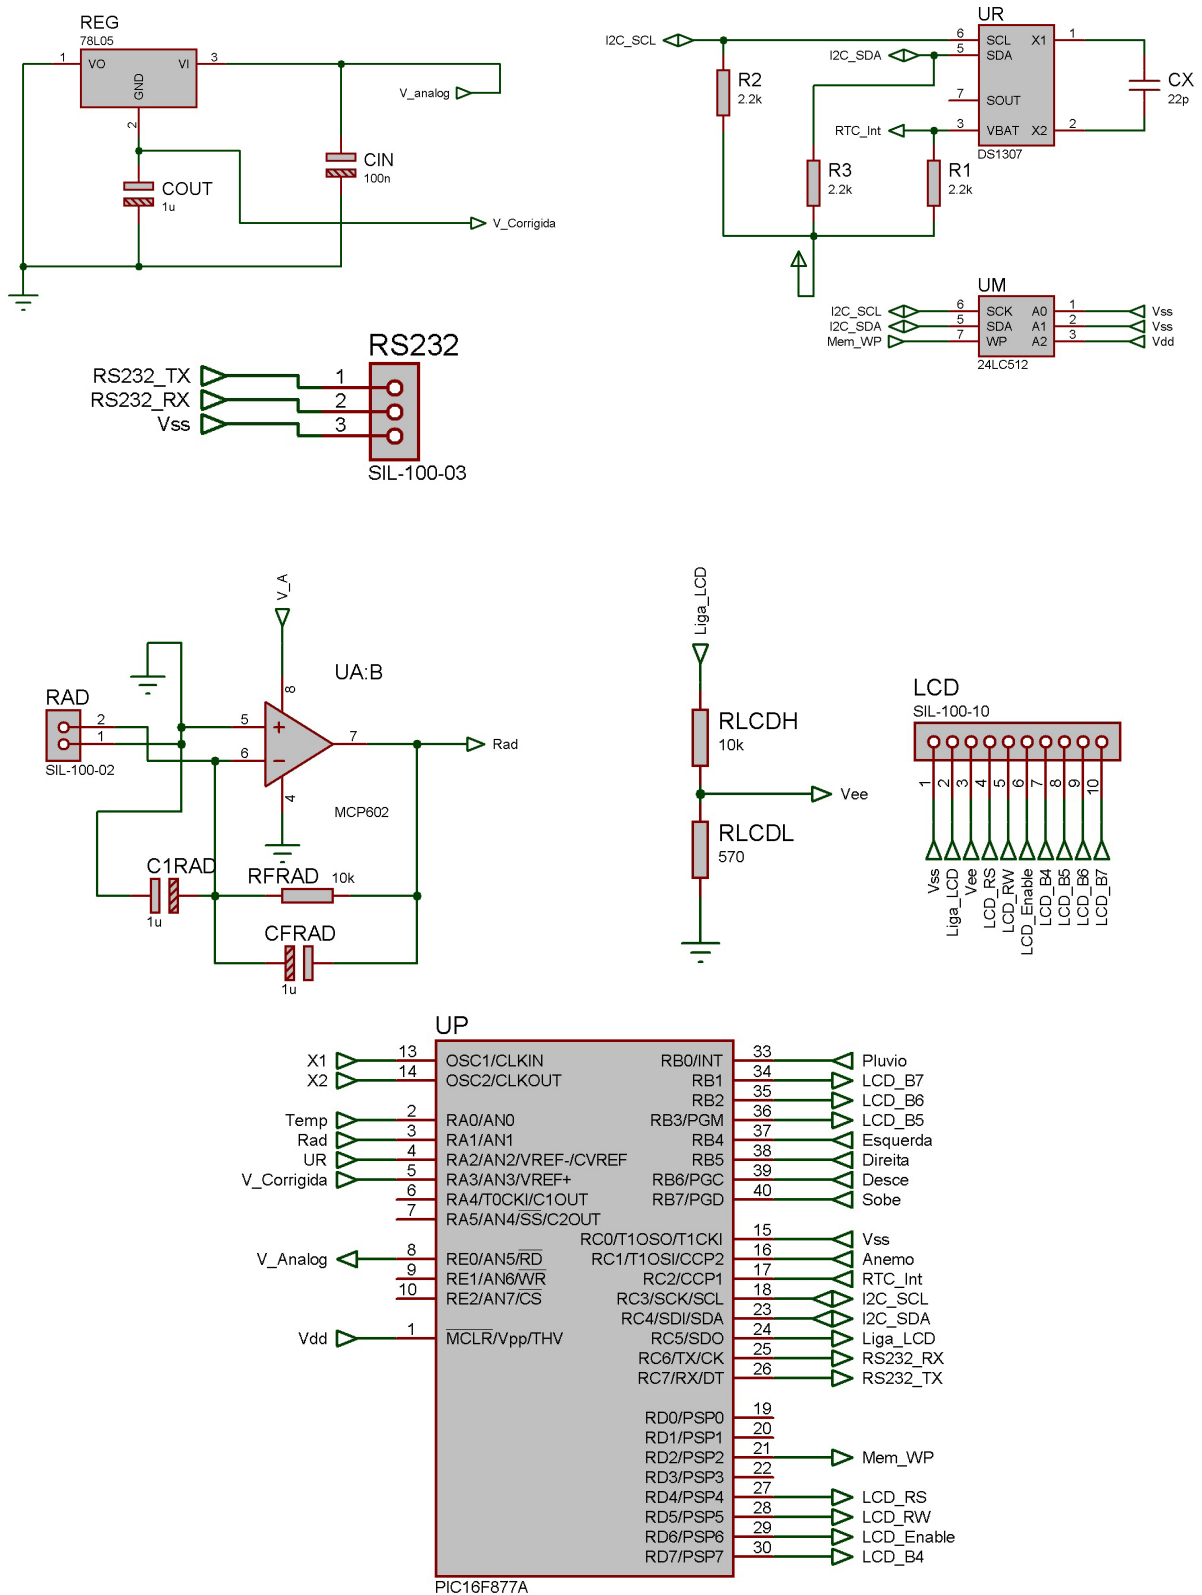 REG
78L05
1
VO
VI
3
GND
2
V_analog
CIN
100n
COUT
1u
V_Corrigida
UR
I2C_SCL
6
SCL
X1
1
I2C_SDA
5
SDA
R2
2.2k
7
SOUT
CX
22p
RTC_Int
3
VBAT
X2
2
DS1307
R3
2.2k
R1
2.2k
UM
I2C_SCL
6
SCK
A0
1
Vss
I2C_SDA
5
SDA
A1
2
Vss
Mem_WP
7
WP
A2
3
Vdd
24LC512
RS232
RS232_TX
1
RS232_RX
2
Vss
3
SIL-100-03
V_A
UA:B
8
RAD
2
1
SIL-100-02
5
+
7
Rad
6
−
4
MCP602
C1RAD
1u
RFRAD
10k
CFRAD
1u
Liga_LCD
RLCDH
10k
Vee
RLCDL
570
LCD
SIL-100-10
1
2
3
4
5
6
7
8
9
10
Vss
Liga_LCD
Vee
LCD_RS
LCD_RW
LCD_Enable
LCD_B4
LCD_B5
LCD_B6
LCD_B7
UP
X1 13 OSC1/CLKIN
X2 14 OSC2/CLKOUT
Temp 2 RA0/AN0
Rad 3 RA1/AN1
UR 4 RA2/AN2/VREF-/CVREF
V_Corrigida 5 RA3/AN3/VREF+
6 RA4/T0CKI/C1OUT
7 RA5/AN4/SS/C2OUT
V_Analog 8 RE0/AN5/RD
9 RE1/AN6/WR
10 RE2/AN7/CS
Vdd 1 MCLR/Vpp/THV
RB0/INT 33 Pluvio
RB1 34 LCD_B7
RB2 35 LCD_B6
RB3/PGM 36 LCD_B5
RB4 37 Esquerda
RB5 38 Direita
RB6/PGC 39 Desce
RB7/PGD 40 Sobe
RC0/T1OSO/T1CKI 15 Vss
RC1/T1OSI/CCP2 16 Anemo
RC2/CCP1 17 RTC_Int
RC3/SCK/SCL 18 I2C_SCL
RC4/SDI/SDA 23 I2C_SDA
RC5/SDO 24 Liga_LCD
RC6/TX/CK 25 RS232_RX
RC7/RX/DT 26 RS232_TX
RD0/PSP0 19
RD1/PSP1 20
RD2/PSP2 21 Mem_WP
RD3/PSP3 22
RD4/PSP4 27 LCD_RS
RD5/PSP5 28 LCD_RW
RD6/PSP6 29 LCD_Enable
RD7/PSP7 30 LCD_B4
PIC16F877A